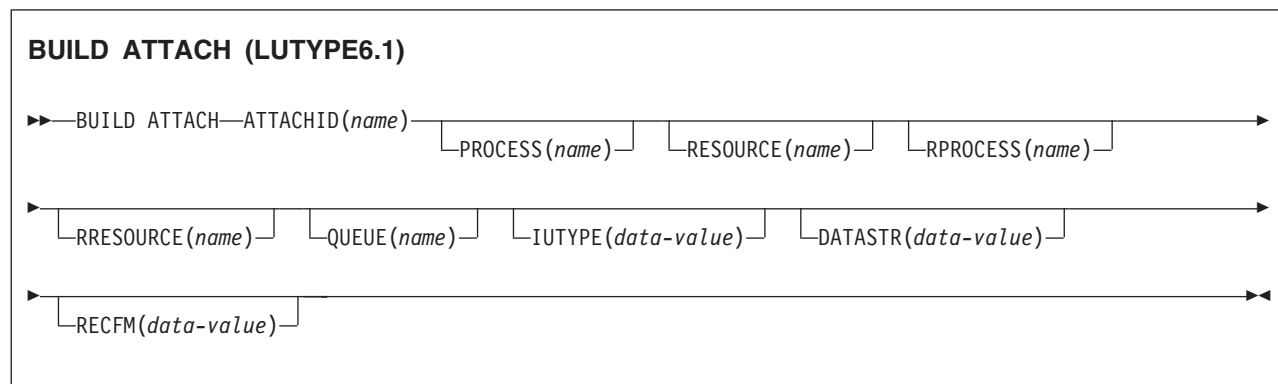 BUILD ATTACH (LUTYPE6.1)
BUILD ATTACH ATTACHID(name)
PROCESS(name) RESOURCE(name) RPROCESS(name)
RRESOURCE(name) QUEUE(name) IUTYPE(data-value) DATASTR(data-value)
RECFM(data-value)